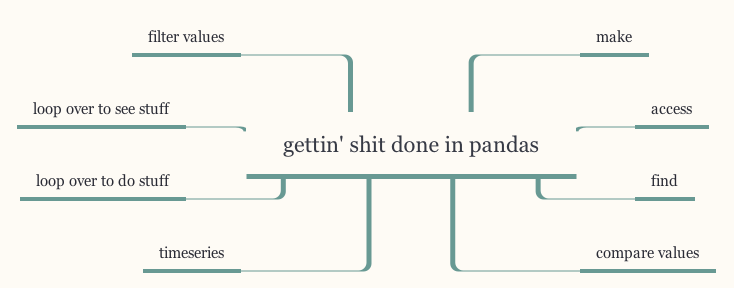 filter values
make
loop over to see stuff
access
gettin' shit done in pandas
loop over to do stuff
find
timeseries
compare values